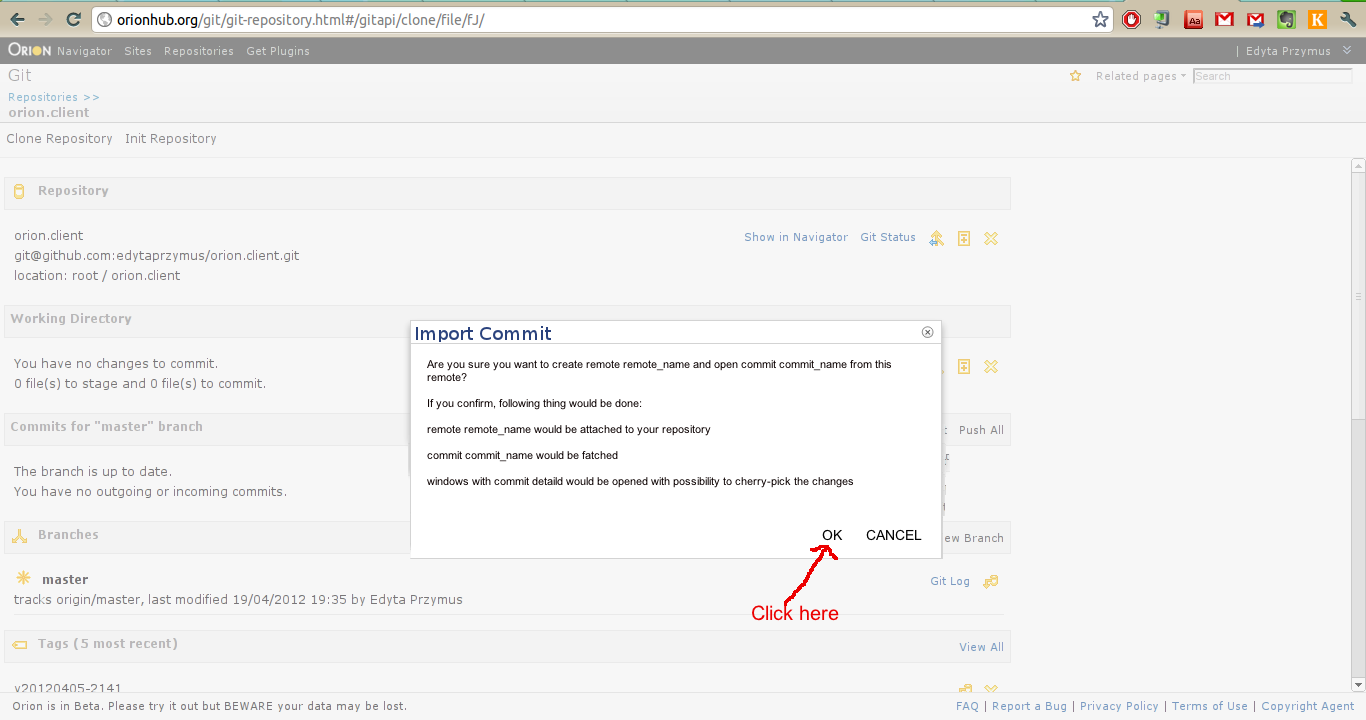 orionhub.org/git/git-repository.html#/gitapi/clone/file/fJ/
ORION Navigator Sites Repositories Get Plugins | Edyta Przymus
Git
Related pages
Search
Repositories >>
orion.client
Clone Repository Init Repository
Repository
orion.client
Show in Navigator Git Status
git@github.com:edytaprzymus/orion.client.git
location: root / orion.client
Working Directory
You have no changes to commit.
0 file(s) to stage and 0 file(s) to commit.
Commits for "master" branch
Push All
The branch is up to date.
You have no outgoing or incoming commits.
Branches
ew Branch
master
Git Log
tracks origin/master, last modified 19/04/2012 19:35 by Edyta Przymus
Tags (5 most recent)
View All
v20120405-2141
Import Commit
Are you sure you want to create remote remote_name and open commit commit_name from this
remote?
If you confirm, following thing would be done:
remote remote_name would be attached to your repository
commit commit_name would be fatched
windows with commit detaild would be opened with possibility to cherry-pick the changes
OK CANCEL
Click here
Orion is in Beta. Please try it out but BEWARE your data may be lost.
FAQ | Report a Bug | Privacy Policy | Terms of Use | Copyright Agent